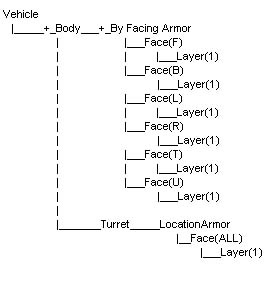 Vehicle
|_____+_Body___+_By Facing Armor
| |___Face(F)
| | |___Layer(1)
| |___Face(B)
| | |___Layer(1)
| |___Face(L)
| | |___Layer(1)
| |___Face(R)
| | |___Layer(1)
| |___Face(T)
| | |___Layer(1)
| |___Face(U)
| |___Layer(1)
|
|_______Turret_____LocationArmor
|__Face(ALL)
|___Layer(1)